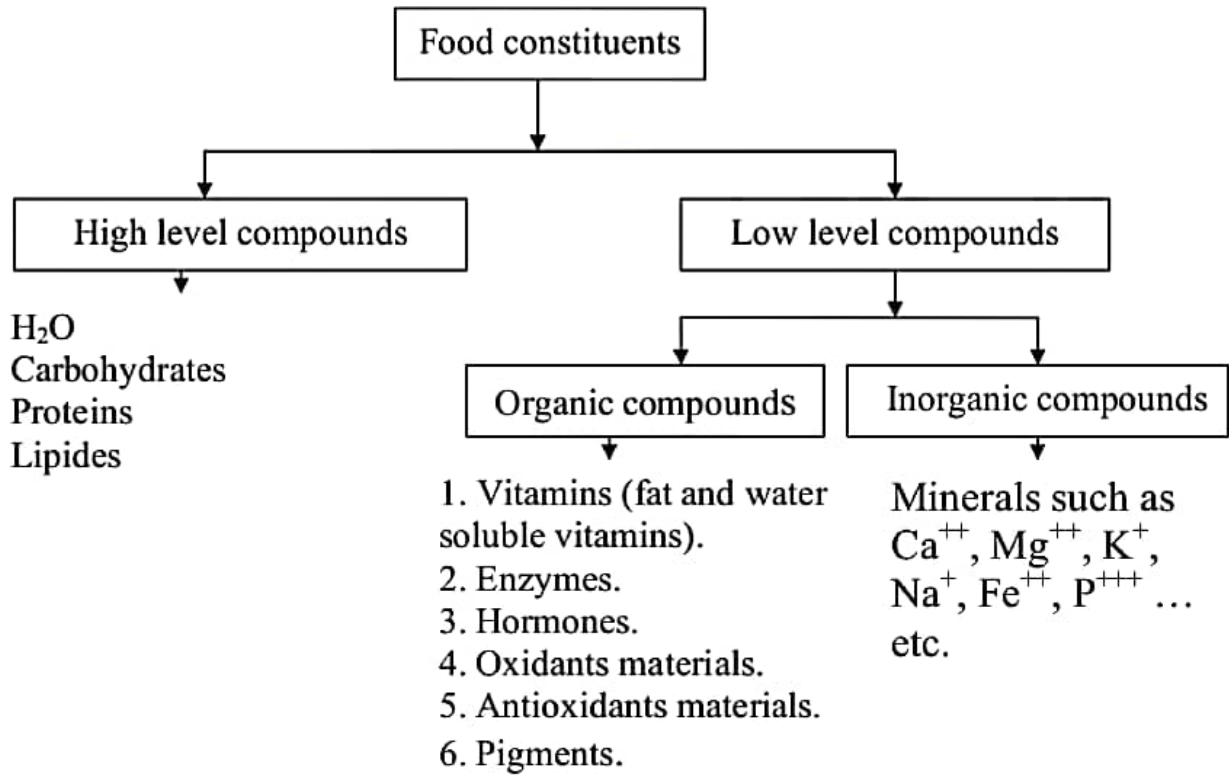 Food constituents
High level compounds
Low level compounds
H₂O
Carbohydrates
Proteins
Lipides
Organic compounds
Inorganic compounds
1. Vitamins (fat and water
soluble vitamins).
2. Enzymes.
3. Hormones.
4. Oxidants materials.
5. Antioxidants materials.
6. Pigments.
Minerals such as
Ca⁺⁺, Mg⁺⁺, K⁺,
Na⁺, Fe⁺⁺, P⁺⁺⁺ …
etc.